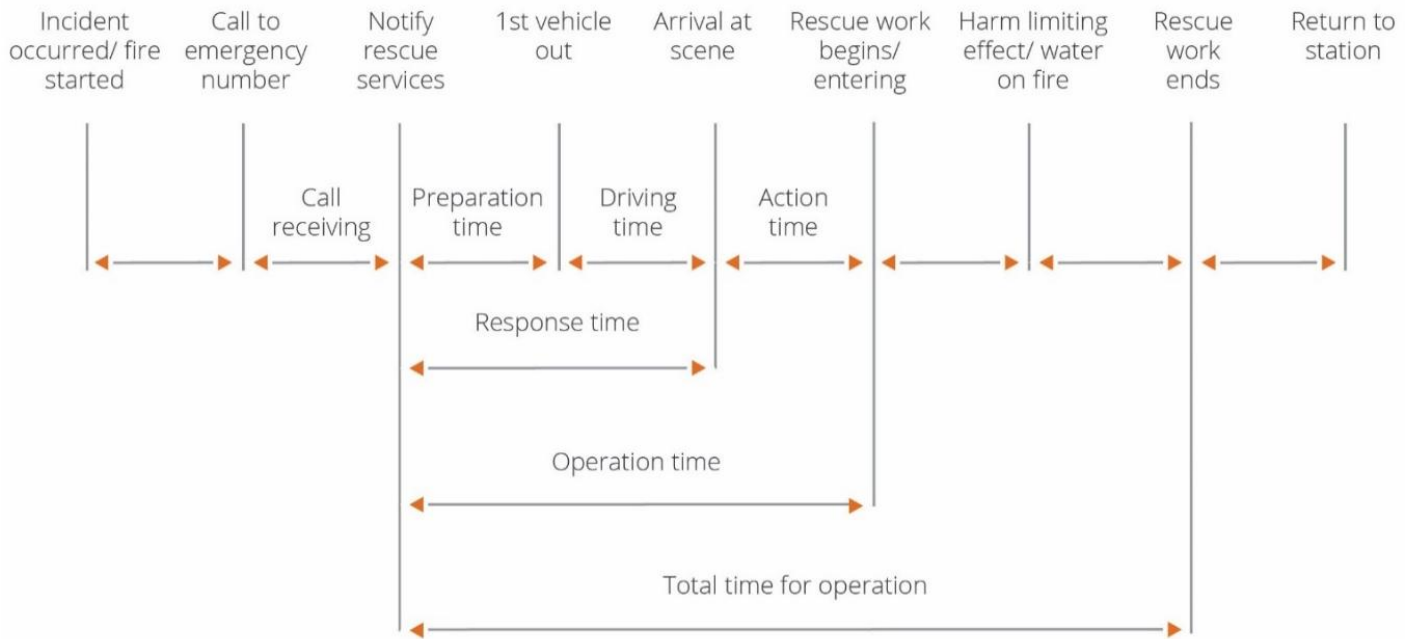 Incident
occurred/ fire
started
Call to
emergency
number
Notify
rescue
services
1st vehicle
out
Arrival at
scene
Rescue work
begins/
entering
Harm limiting
effect/ water
on fire
Rescue
work
ends
Return to
station
Call
receiving
Preparation
time
Driving
time
Action
time
Response time
Operation time
Total time for operation